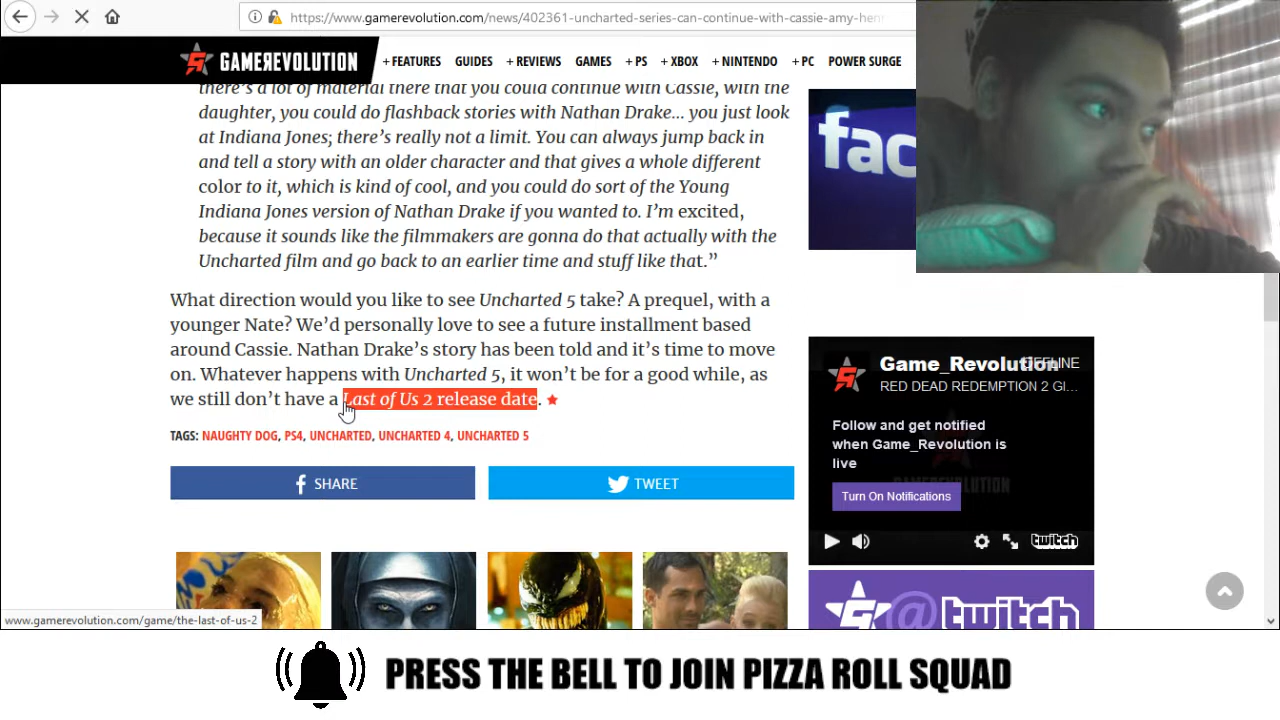 https://www.gamerevolution.com/news/402361-uncharted-series-can-continue-with-cassie-amy-henn
GAMEREVOLUTION
+ FEATURES GUIDES + REVIEWS GAMES + PS + XBOX + NINTENDO + PC POWER SURGE
there's a lot of material there that you could continue with Cassie, with the
daughter, you could do flashback stories with Nathan Drake… you just look
at Indiana Jones; there's really not a limit. You can always jump back in
and tell a story with an older character and that gives a whole different
color to it, which is kind of cool, and you could do sort of the Young
Indiana Jones version of Nathan Drake if you wanted to. I'm excited,
because it sounds like the filmmakers are gonna do that actually with the
Uncharted film and go back to an earlier time and stuff like that."
What direction would you like to see Uncharted 5 take? A prequel, with a
younger Nate? We'd personally love to see a future installment based
around Cassie. Nathan Drake's story has been told and it's time to move
on. Whatever happens with Uncharted 5, it won't be for a good while, as
we still don't have a Last of Us 2 release date.
TAGS: NAUGHTY DOG, PS4, UNCHARTED, UNCHARTED 4, UNCHARTED 5
SHARE
TWEET
fac
Game_Revolution
OFFLINE
RED DEAD REDEMPTION 2 GI...
Follow and get notified
when Game_Revolution is
live
GAMEREVOLUTION
Turn On Notifications
twitch
@twitch
www.gamerevolution.com/game/the-last-of-us-2
PRESS THE BELL TO JOIN PIZZA ROLL SQUAD